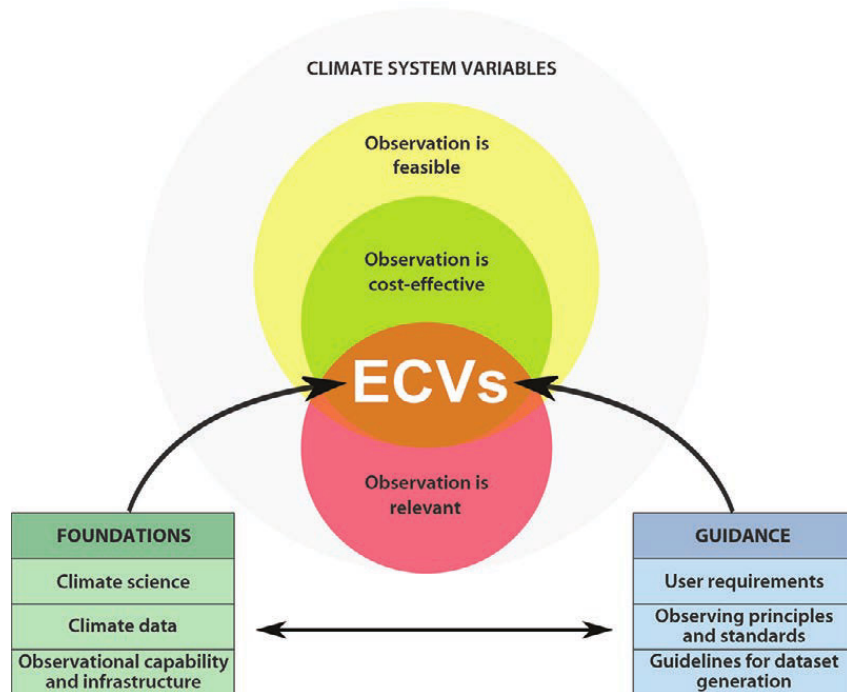 CLIMATE SYSTEM VARIABLES
Observation is
feasible
Observation is
cost-effective
ECVs
Observation is
relevant
FOUNDATIONS
Climate science
Climate data
Observational capability
and infrastructure
GUIDANCE
User requirements
Observing principles
and standards
Guidelines for dataset
generation